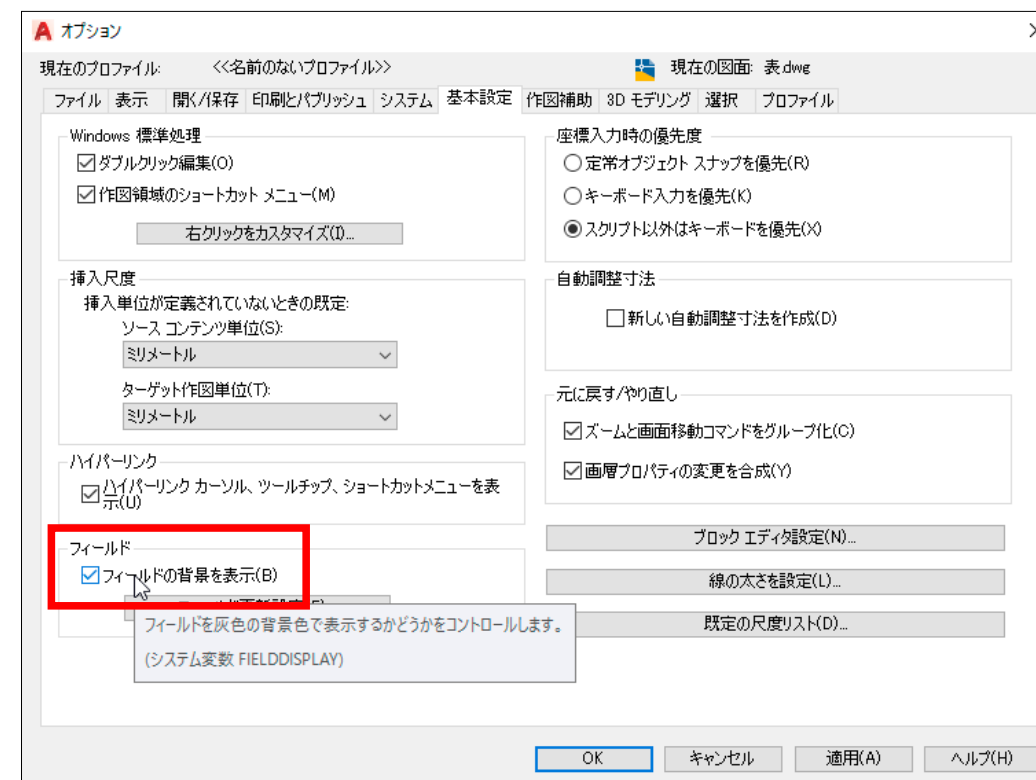 オプション
現在のプロファイル: <<名前のないプロファイル>> 現在の図面: 表.dwg
ファイル 表示 開く/保存 印刷とパブリッシュ システム 基本設定 作図補助 3D モデリング 選択 プロファイル
Windows 標準処理
ダブルクリック編集(O)
作図領域のショートカット メニュー(M)
右クリックをカスタマイズ(I)...
挿入尺度
挿入単位が定義されていないときの既定:
ソース コンテンツ単位(S):
ミリメートル
ターゲット作図単位(T):
ミリメートル
ハイパーリンク
ハイパーリンク カーソル、ツールチップ、ショートカットメニューを表
示(U)
フィールド
フィールドの背景を表示(B)
フィールドを灰色の背景色で表示するかどうかをコントロールします。
(システム変数 FIELDDISPLAY)
座標入力時の優先度
定常オブジェクト スナップを優先(R)
キーボード入力を優先(K)
スクリプト以外はキーボードを優先(X)
自動調整寸法
新しい自動調整寸法を作成(D)
元に戻す/やり直し
ズームと画面移動コマンドをグループ化(C)
画層プロパティの変更を合成(Y)
ブロック エディタ設定(N)...
線の太さを設定(L)...
既定の尺度リスト(D)...
OK キャンセル 適用(A) ヘルプ(H)